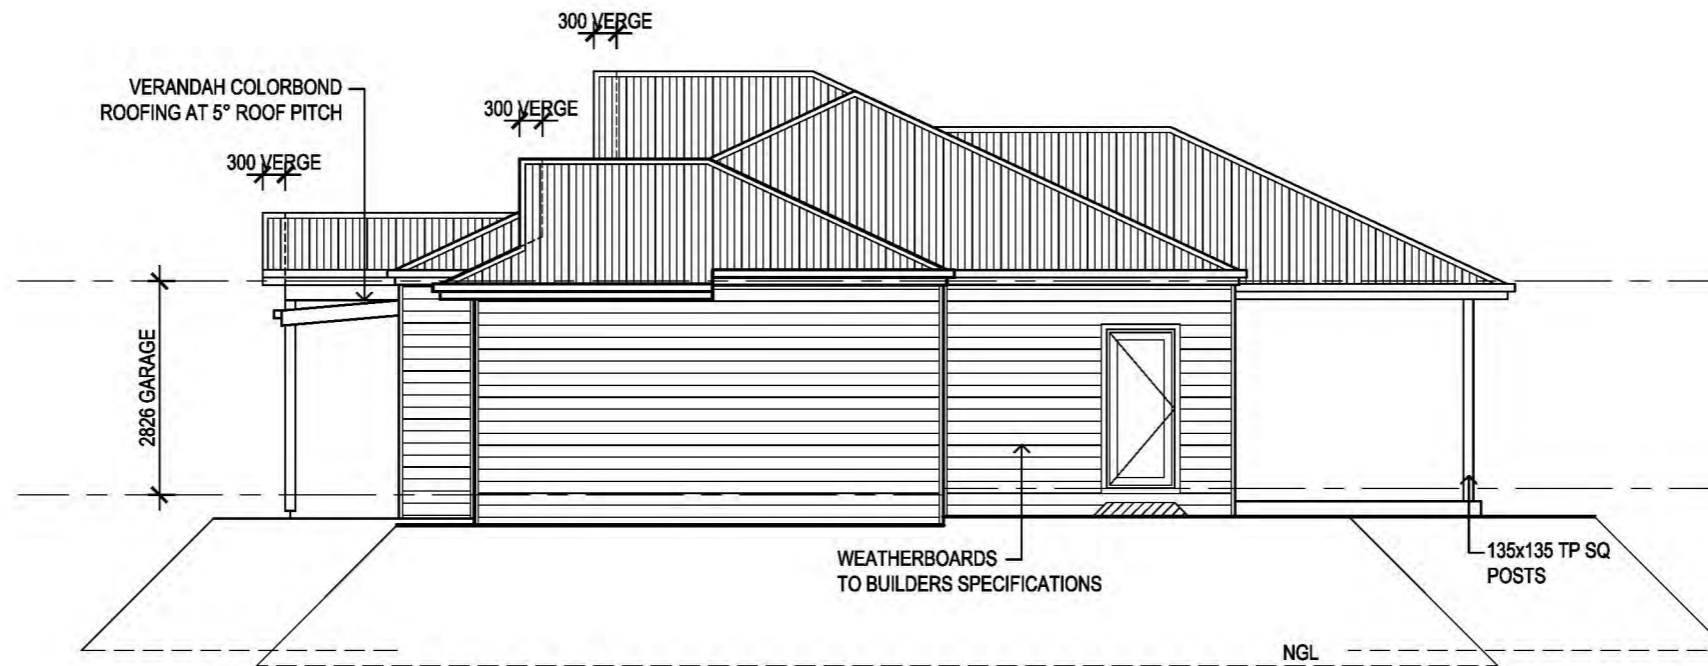 300 VERGE
VERANDAH COLORBOND
ROOFING AT 5° ROOF PITCH
300 VERGE
300 VERGE
2826 GARAGE
WEATHERBOARDS
TO BUILDERS SPECIFICATIONS
135x135 TP SQ
POSTS
NGL